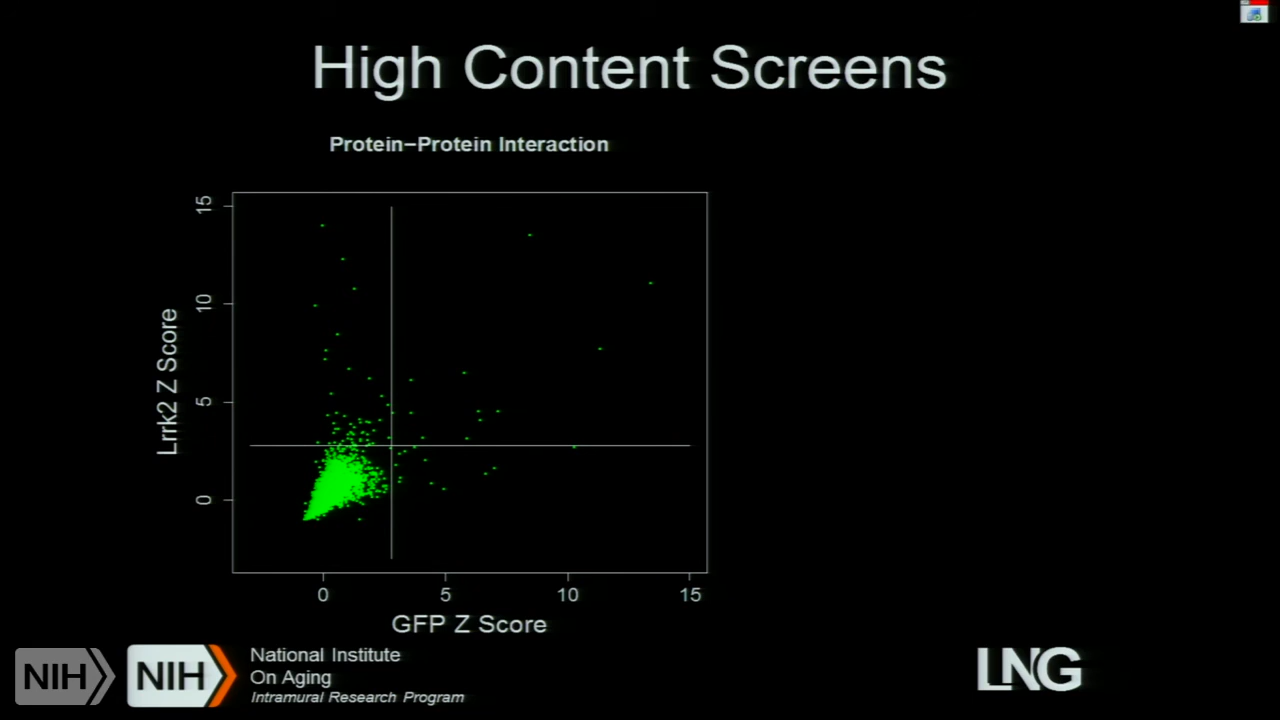 High Content Screens
Protein−Protein Interaction
15
10
5
0
Lrrk2 Z Score
0 5 10 15
GFP Z Score
NIH
NIH
National Institute
On Aging
Intramural Research Program
LNG